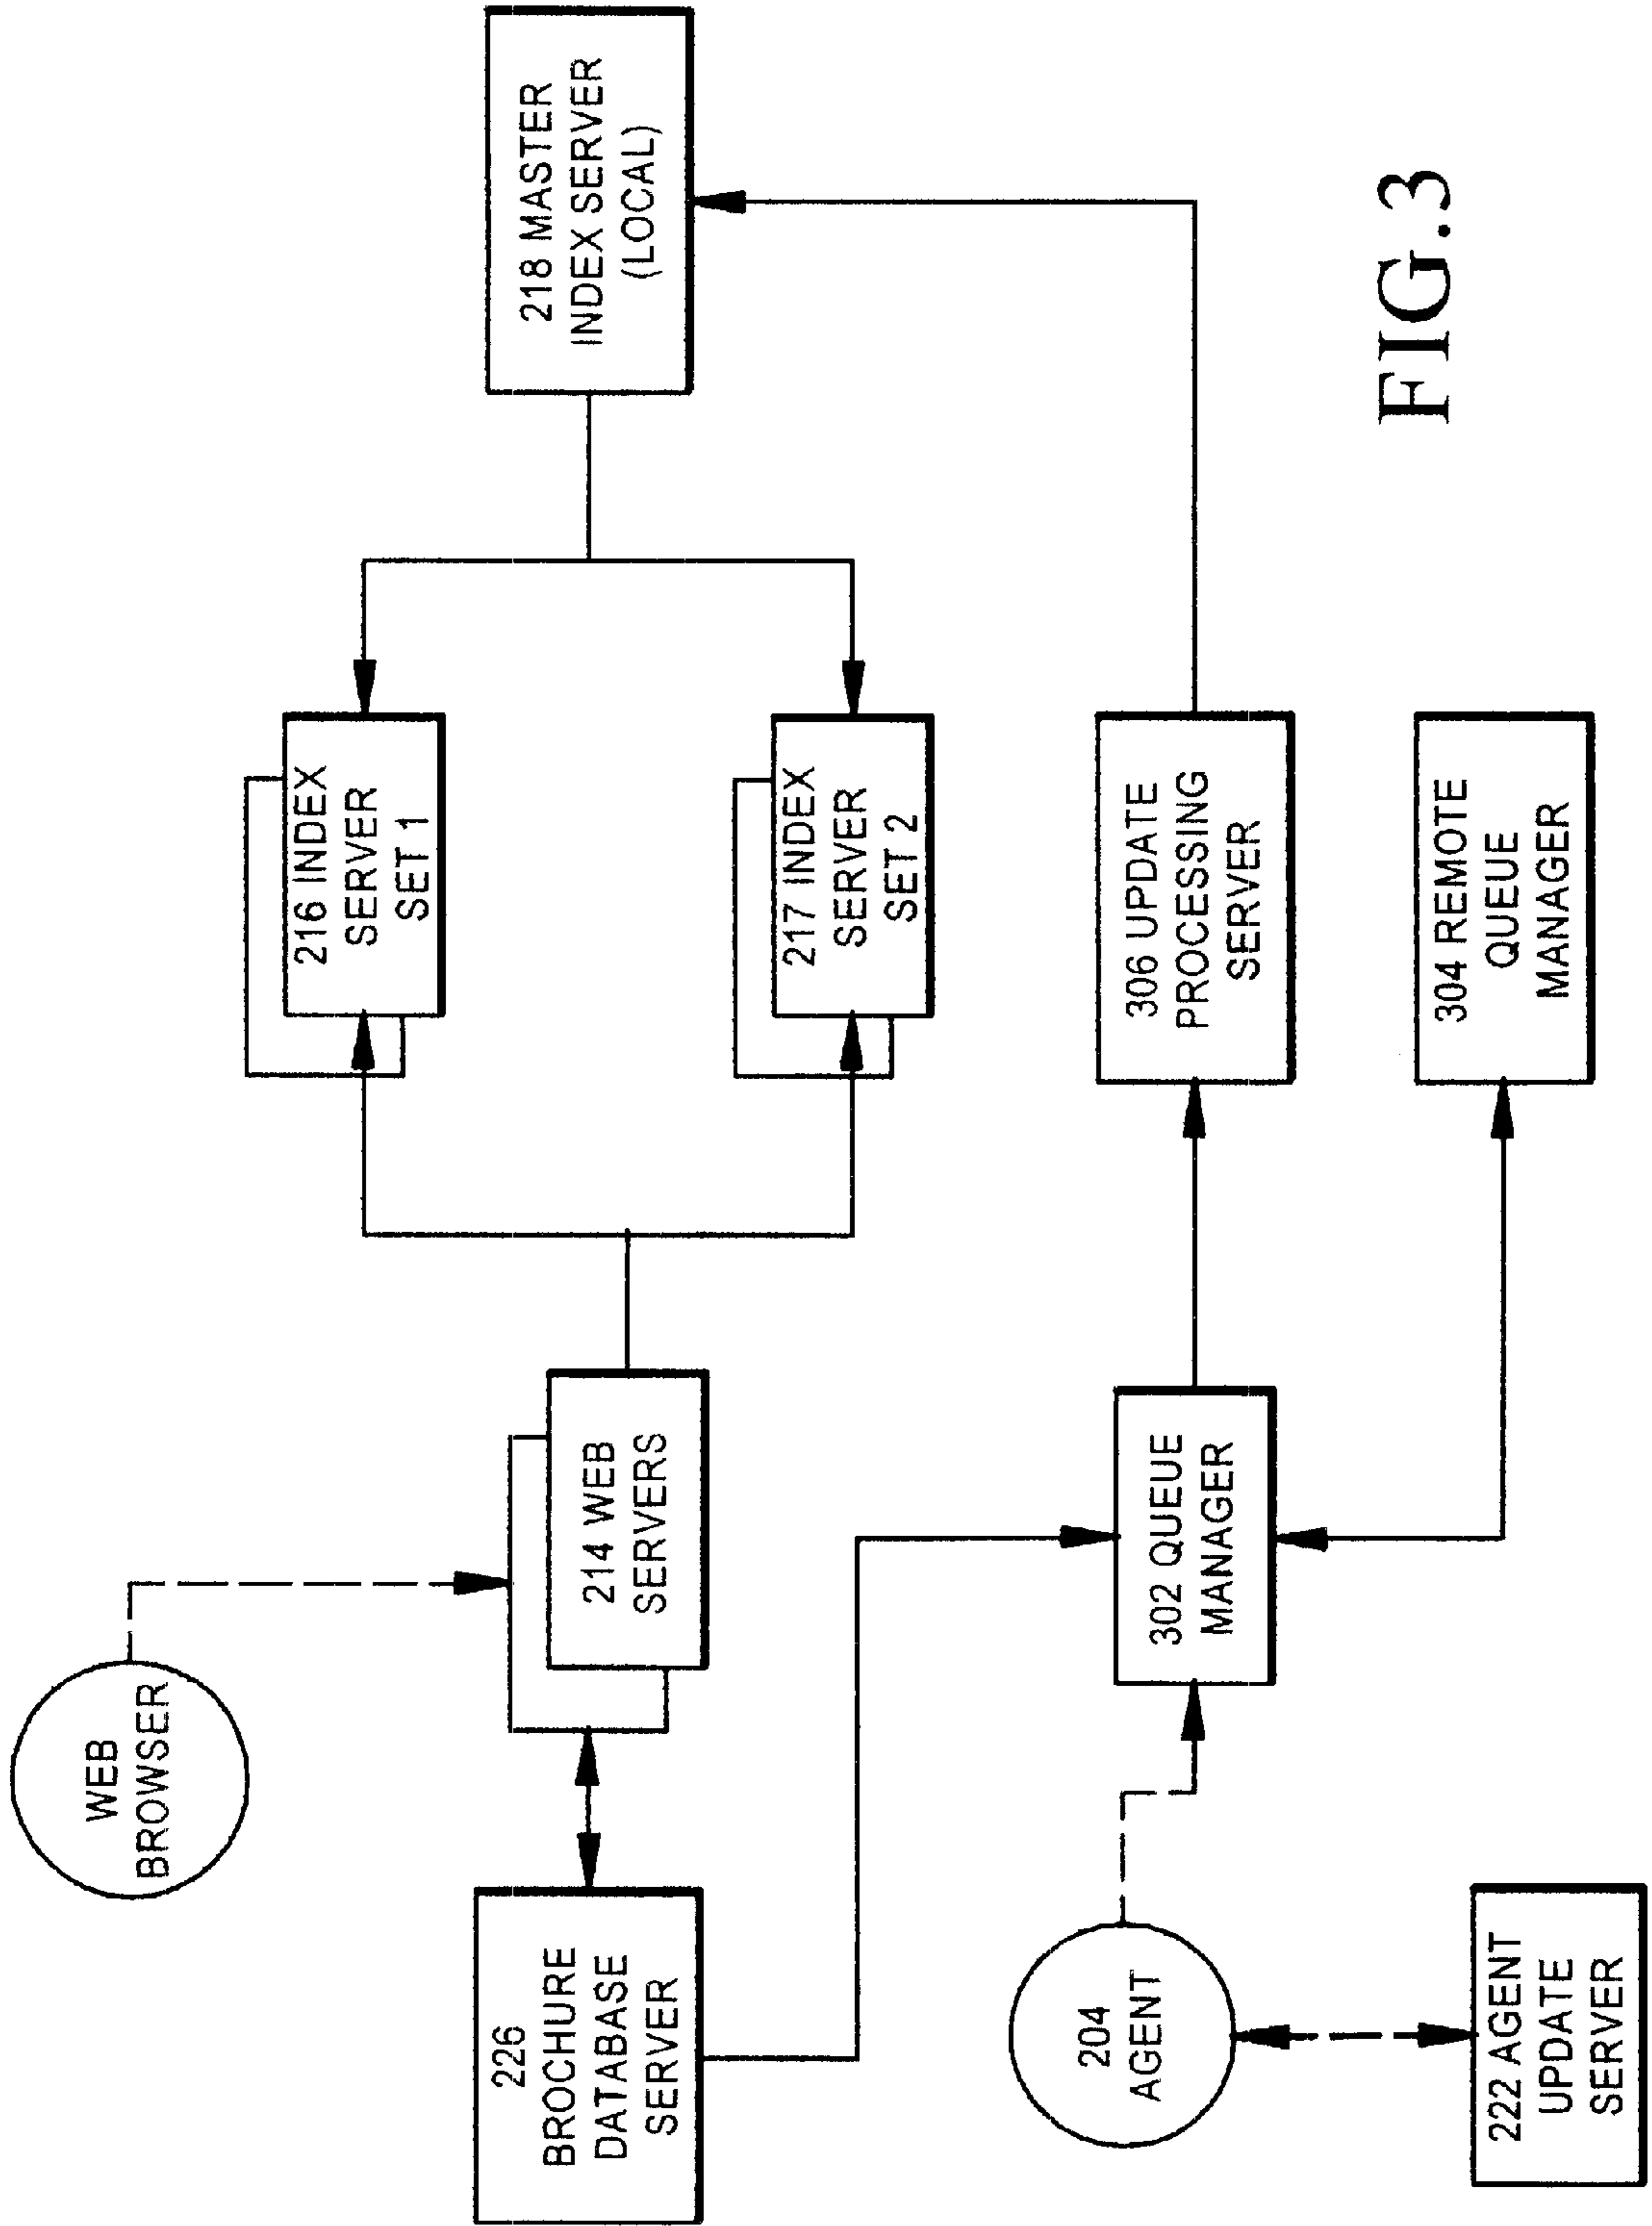 WEB
BROWSER
226
BROCHURE
DATABASE
SERVER
214 WEB
SERVERS
216 INDEX
SERVER
SET 1
217 INDEX
SERVER
SET 2
218 MASTER
INDEX SERVER
(LOCAL)
204
AGENT
302 QUEUE
MANAGER
306 UPDATE
PROCESSING
SERVER
222 AGENT
UPDATE
SERVER
304 REMOTE
QUEUE
MANAGER
FIG.3